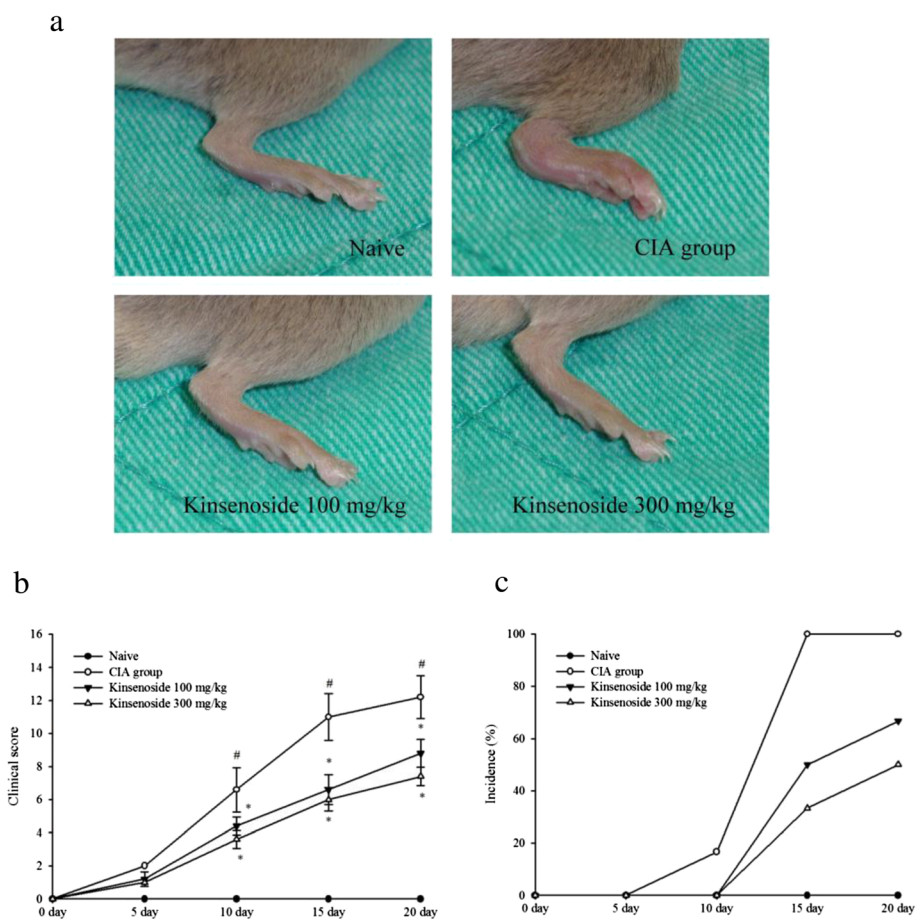 a
Naive
CIA group
Kinsenoside 100 mg/kg
Kinsenoside 300 mg/kg
b
16
14
12
10
8
6
4
2
0
Clinical score
Naive
CIA group
Kinsenoside 100 mg/kg
Kinsenoside 300 mg/kg
#
#
#
*
*
*
*
*
*
0 day
5 day
10 day
15 day
20 day
c
100
80
60
40
20
0
Incidence (%)
Naive
CIA group
Kinsenoside 100 mg/kg
Kinsenoside 300 mg/kg
0 day
5 day
10 day
15 day
20 day